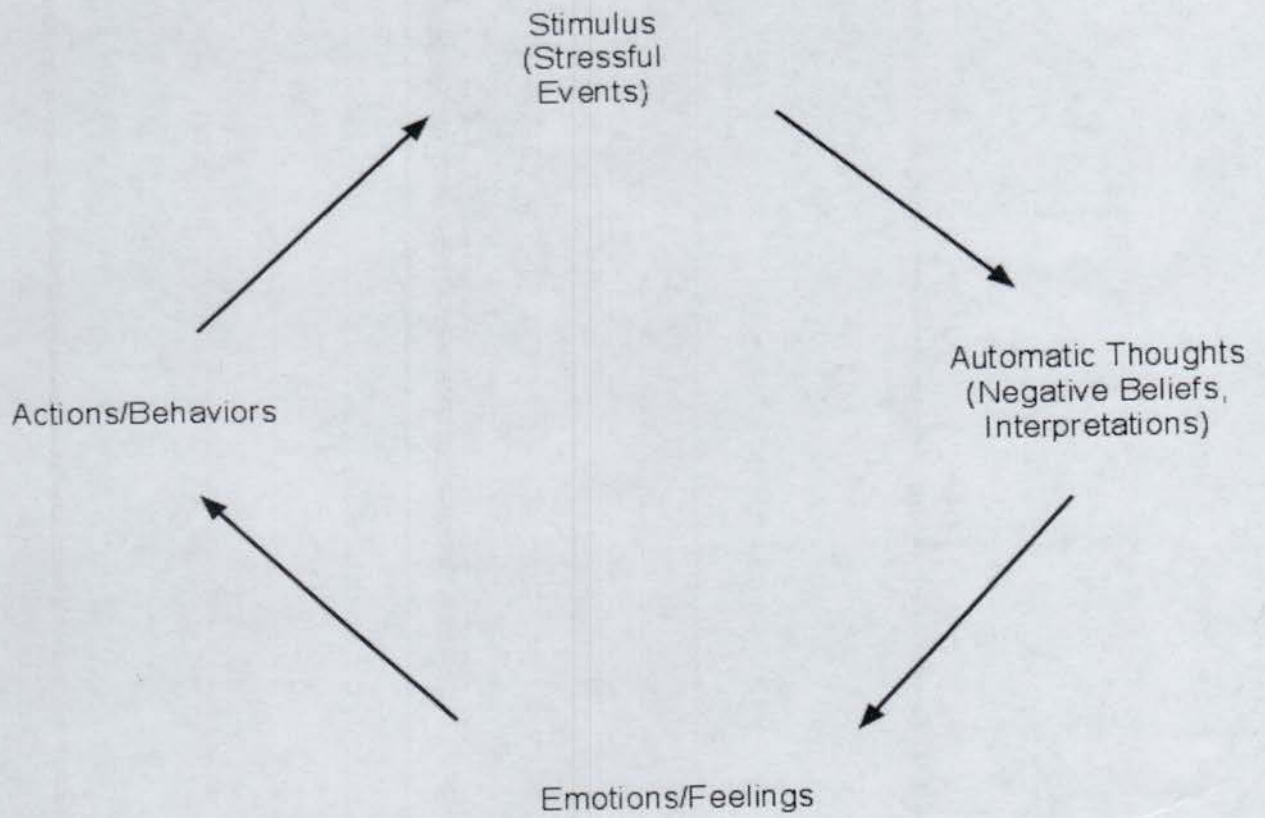 Stimulus
(Stressful
Events)
Automatic Thoughts
(Negative Beliefs,
Interpretations)
Actions/Behaviors
Emotions/Feelings